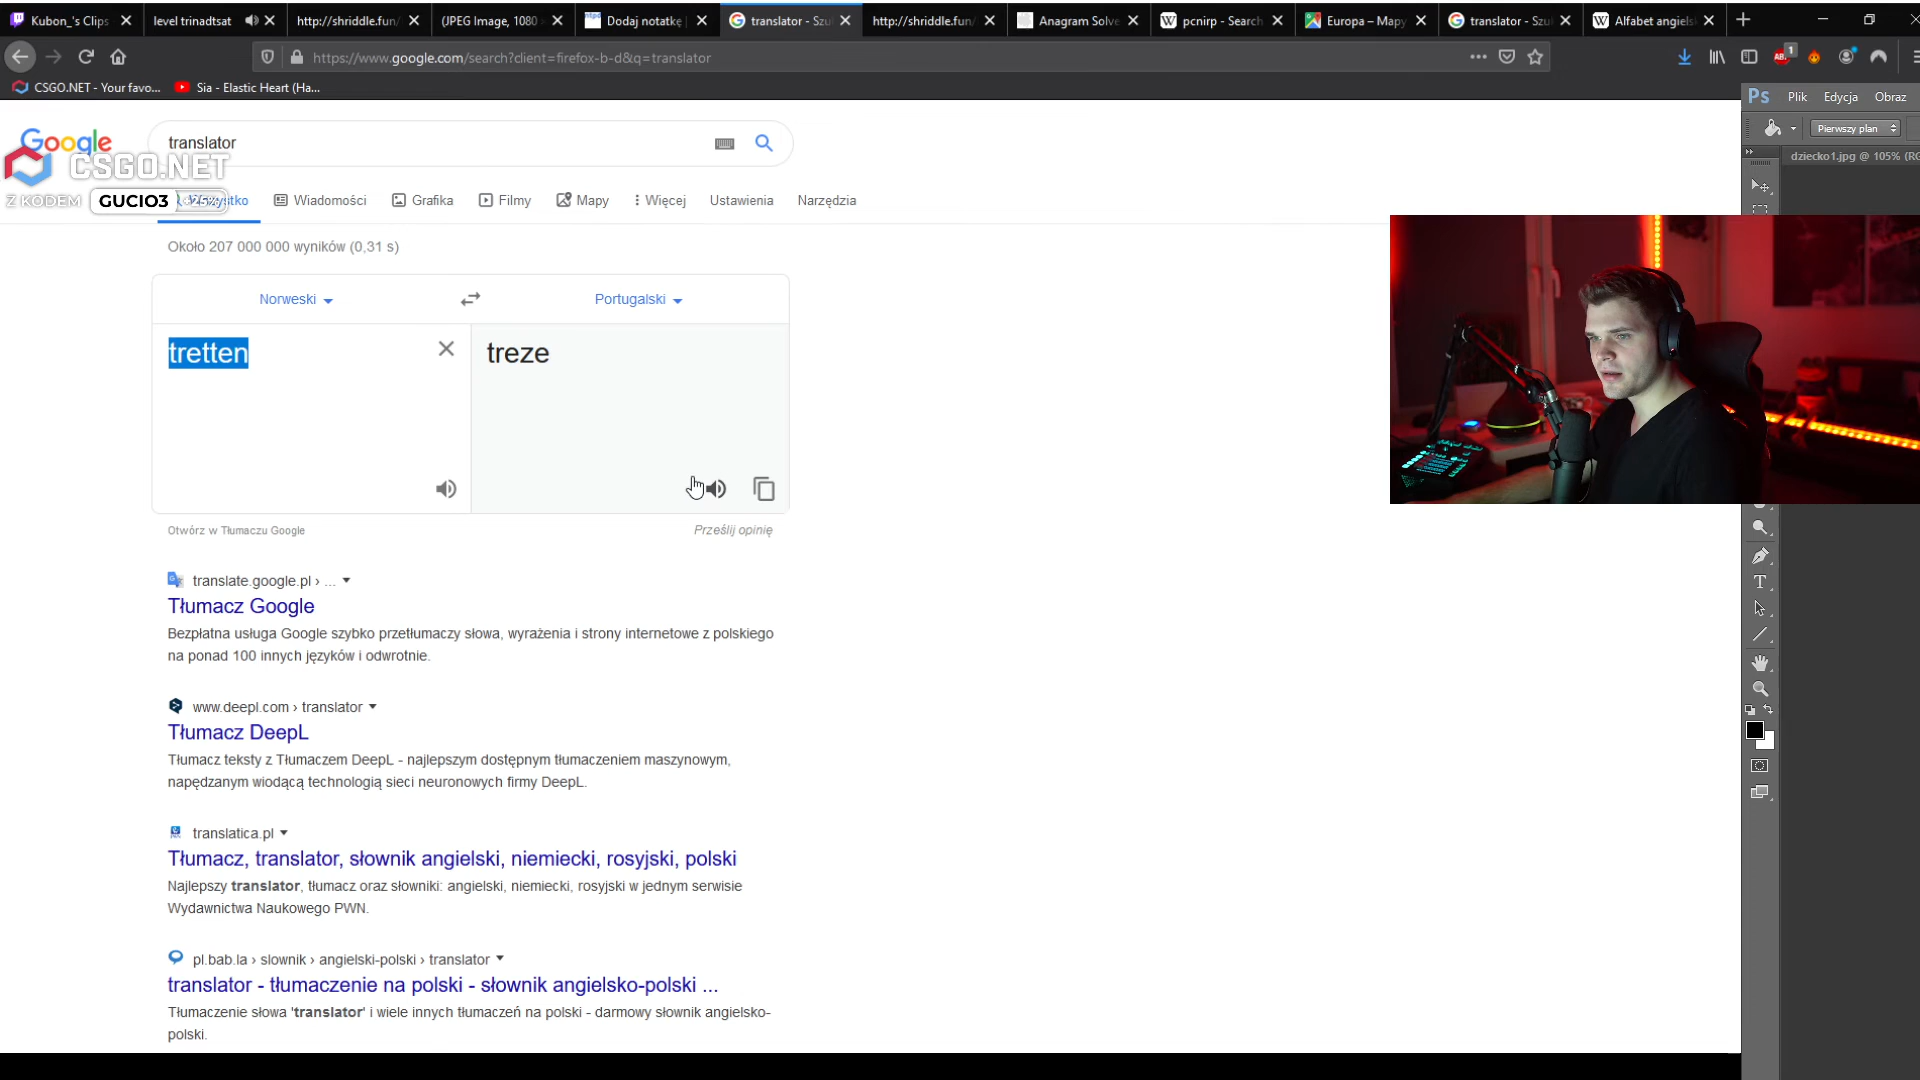 Kubon_'s Clips
level trinadtsat
http://shriddle.fun/
(JPEG Image, 1080
Dodaj notatkę
translator - Szu
http://shriddle.fun/
Anagram Solve
pcnirp - Search
Europa – Mapy
translator - Szu
Alfabet angiels
https://www.google.com/search?client=firefox-b-d&q=translator
CSGO.NET - Your favo...
Sia - Elastic Heart (Ha...
Ps Plik Edycja Obraz
Pierwszy plan
dziecko1.jpg @ 105% (RG
Google
translator
CSGO.NET
Z KODEM GUCIO3
Wiadomości Grafika Filmy Mapy Więcej Ustawienia Narzędzia
Około 207 000 000 wyników (0,31 s)
Norweski Portugalski
tretten treze
Otwórz w Tłumaczu Google Prześlij opinię
translate.google.pl › ...
Tłumacz Google
Bezpłatna usługa Google szybko przetłumaczy słowa, wyrażenia i strony internetowe z polskiego
na ponad 100 innych języków i odwrotnie.
www.deepl.com › translator
Tłumacz DeepL
Tłumacz teksty z Tłumaczem DeepL - najlepszym dostępnym tłumaczeniem maszynowym,
napędzanym wiodącą technologią sieci neuronowych firmy DeepL.
translatica.pl
Tłumacz, translator, słownik angielski, niemiecki, rosyjski, polski
Najlepszy translator, tłumacz oraz słowniki: angielski, niemiecki, rosyjski w jednym serwisie
Wydawnictwa Naukowego PWN.
pl.bab.la › slownik › angielski-polski › translator
translator - tłumaczenie na polski - słownik angielsko-polski ...
Tłumaczenie słowa 'translator' i wiele innych tłumaczeń na polski - darmowy słownik angielsko-
polski.